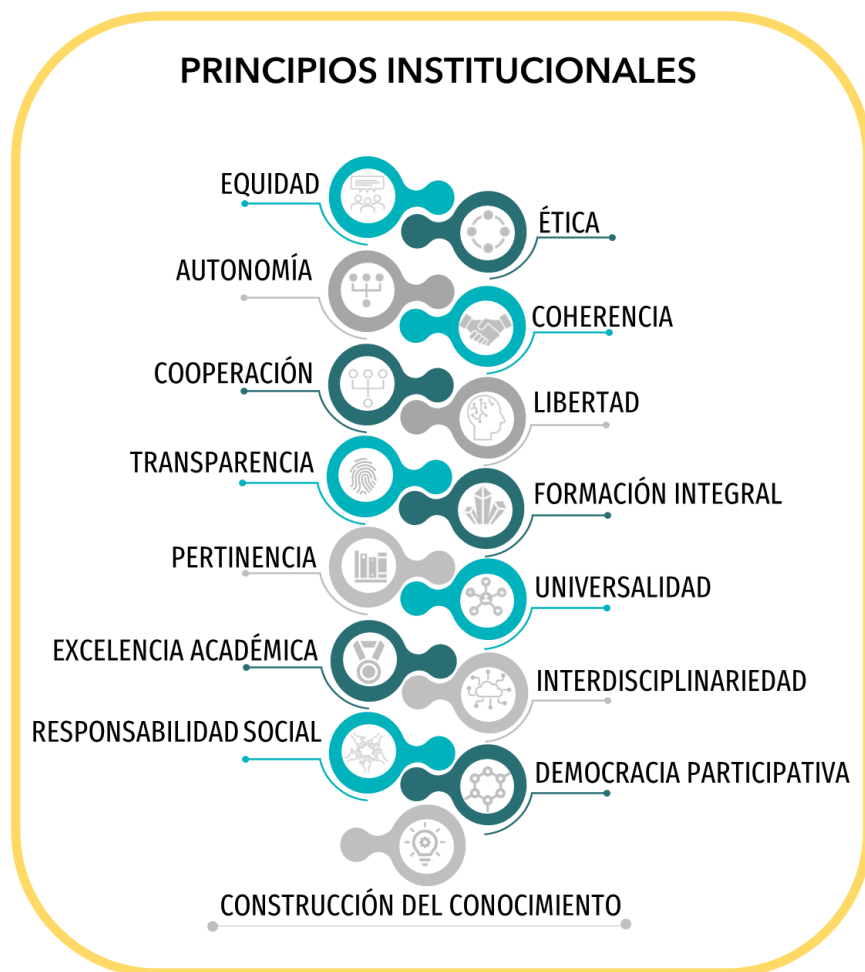 PRINCIPIOS INSTITUCIONALES
EQUIDAD
ÉTICA
AUTONOMÍA
COHERENCIA
COOPERACIÓN
LIBERTAD
TRANSPARENCIA
FORMACIÓN INTEGRAL
PERTINENCIA
UNIVERSALIDAD
EXCELENCIA ACADÉMICA
INTERDISCIPLINARIEDAD
RESPONSABILIDAD SOCIAL
DEMOCRACIA PARTICIPATIVA
CONSTRUCCIÓN DEL CONOCIMIENTO